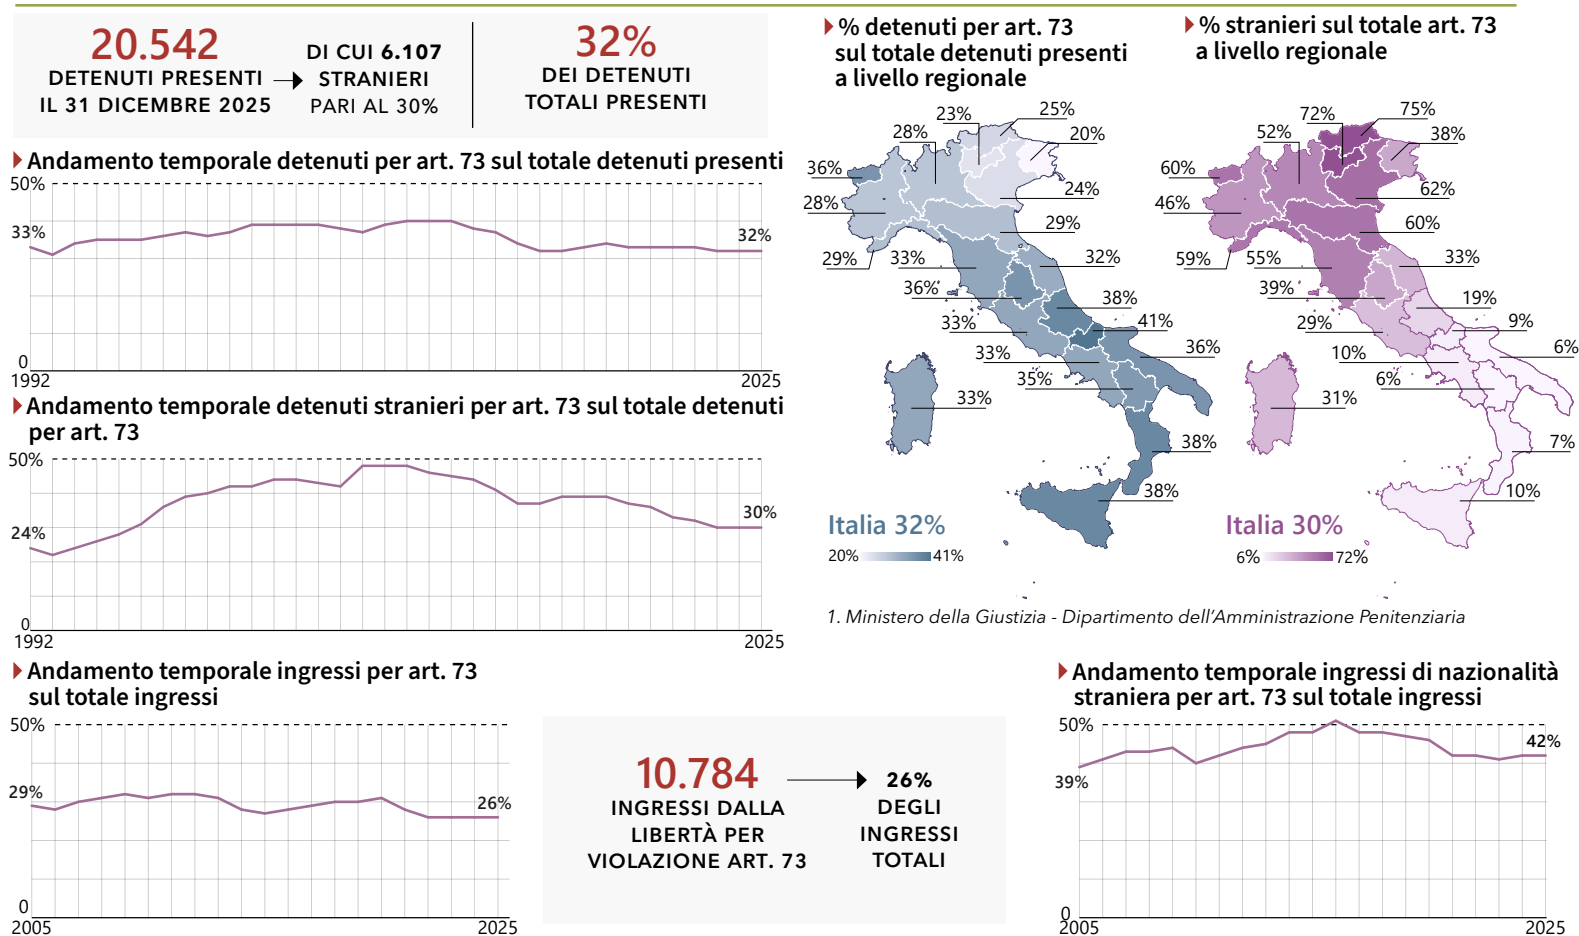 20.542
DETENUTI PRESENTI
IL 31 DICEMBRE 2025
DI CUI 6.107
STRANIERI
PARI AL 30%
32%
DEI DETENUTI
TOTALI PRESENTI
Andamento temporale detenuti per art. 73 sul totale detenuti presenti
50%
33%
32%
0
1992
2025
Andamento temporale detenuti stranieri per art. 73 sul totale detenuti
per art. 73
50%
24%
30%
0
1992
2025
% detenuti per art. 73
sul totale detenuti presenti
a livello regionale
23%
25%
28%
20%
36%
24%
28%
29%
29%
33%
32%
36%
38%
33%
41%
33%
36%
35%
33%
38%
38%
Italia 32%
20%
41%
% stranieri sul totale art. 73
a livello regionale
72%
75%
52%
38%
60%
62%
46%
60%
59%
55%
33%
39%
19%
29%
9%
10%
6%
6%
31%
7%
10%
Italia 30%
6%
72%
1. Ministero della Giustizia - Dipartimento dell'Amministrazione Penitenziaria
Andamento temporale ingressi per art. 73
sul totale ingressi
50%
29%
26%
0
2005
2025
10.784
INGRESSI DALLA
LIBERTÀ PER
VIOLAZIONE ART. 73
26%
DEGLI
INGRESSI
TOTALI
Andamento temporale ingressi di nazionalità
straniera per art. 73 sul totale ingressi
50%
42%
39%
0
2005
2025